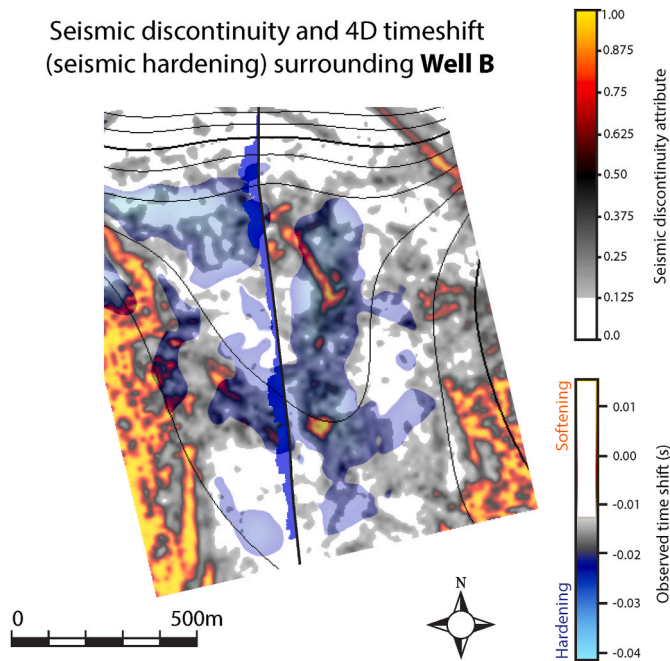 Seismic discontinuity and 4D timeshift
(seismic hardening) surrounding Well B
1.00
0.875
0.75
0.625
0.50
0.375
0.25
0.125
0.0
Seismic discontinuity attribute
Softening
Hardening
0.01
0.00
-0.01
-0.02
-0.03
-0.04
Observed time shift (s)
0
500m
N